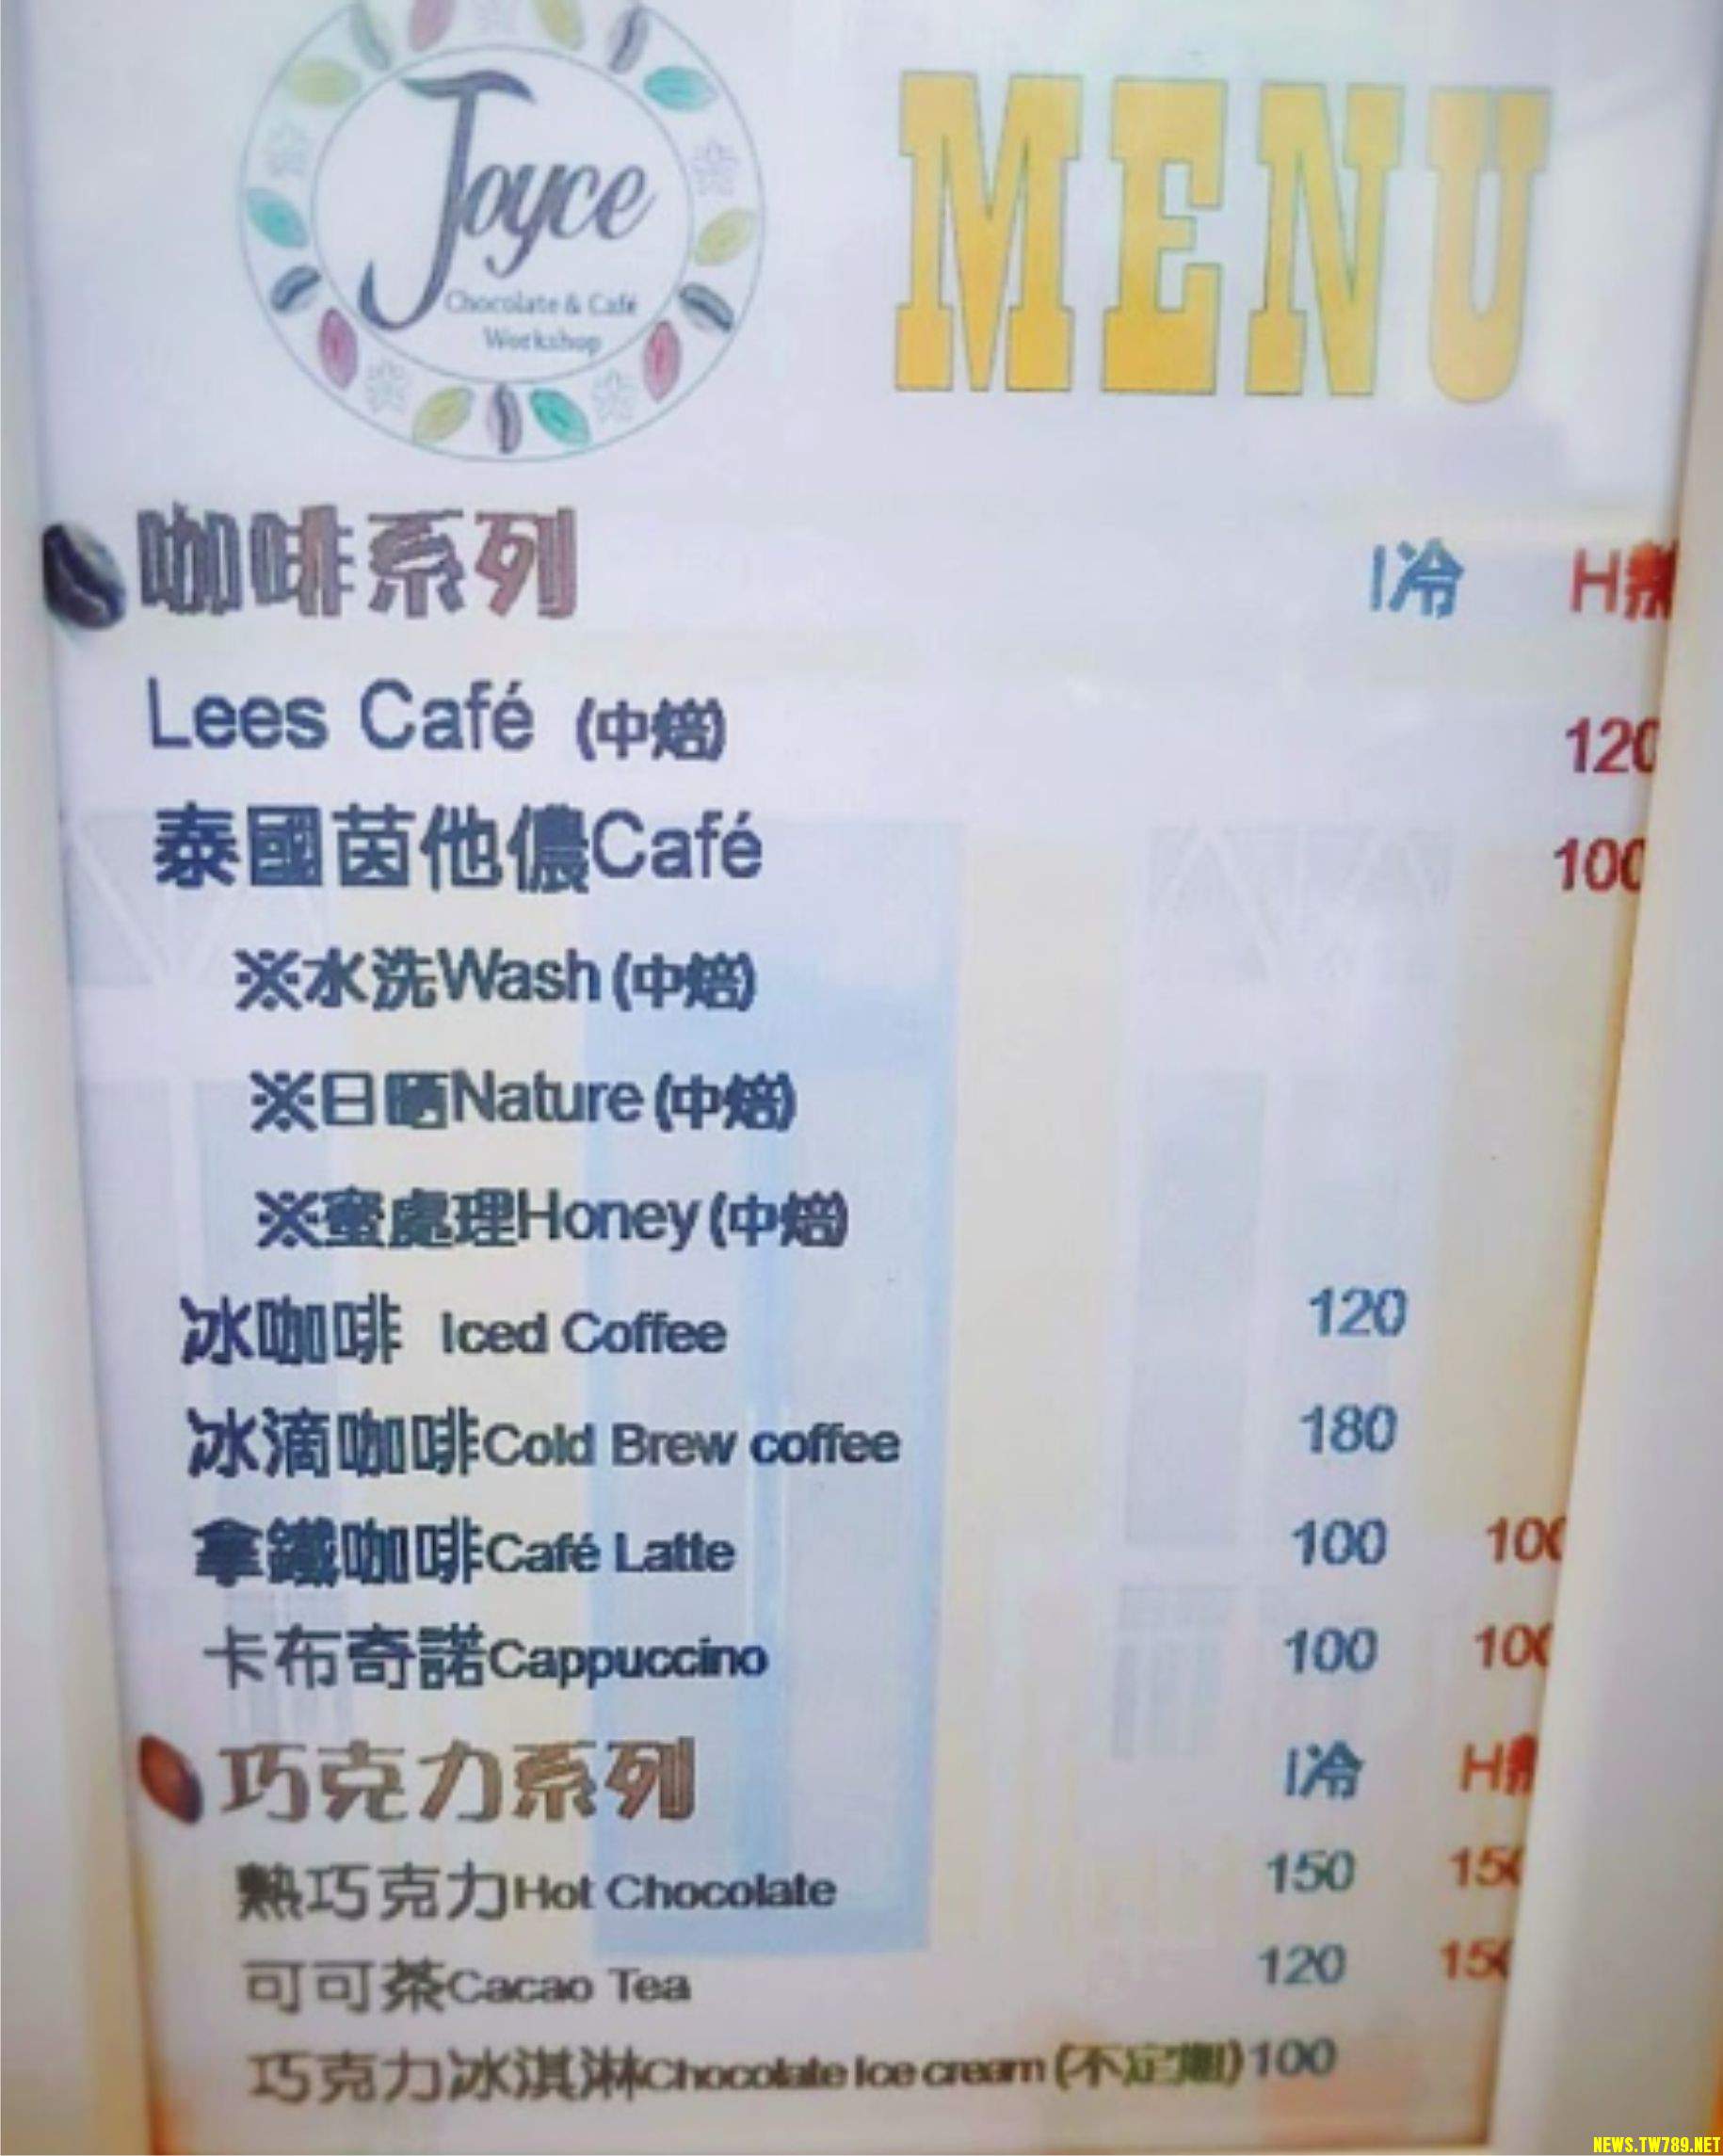 Joyce
Chocolate & Café
Workshop
MENU
咖啡系列 I冷 H熱
Lees Café (中焙) 120
泰國茵他儂Café 100
※水洗Wash(中焙)
※日晒Nature(中焙)
※蜜處理Honey(中焙)
冰咖啡 Iced Coffee 120
冰滴咖啡Cold Brew coffee 180
拿鐵咖啡Café Latte 100 100
卡布奇諾Cappuccino 100 100
巧克力系列 I冷 H熱
熱巧克力Hot Chocolate 150 150
可可茶Cacao Tea 120 150
巧克力冰淇淋Chocolate Ice cream (不定期) 100
NEWS.TW789.NET